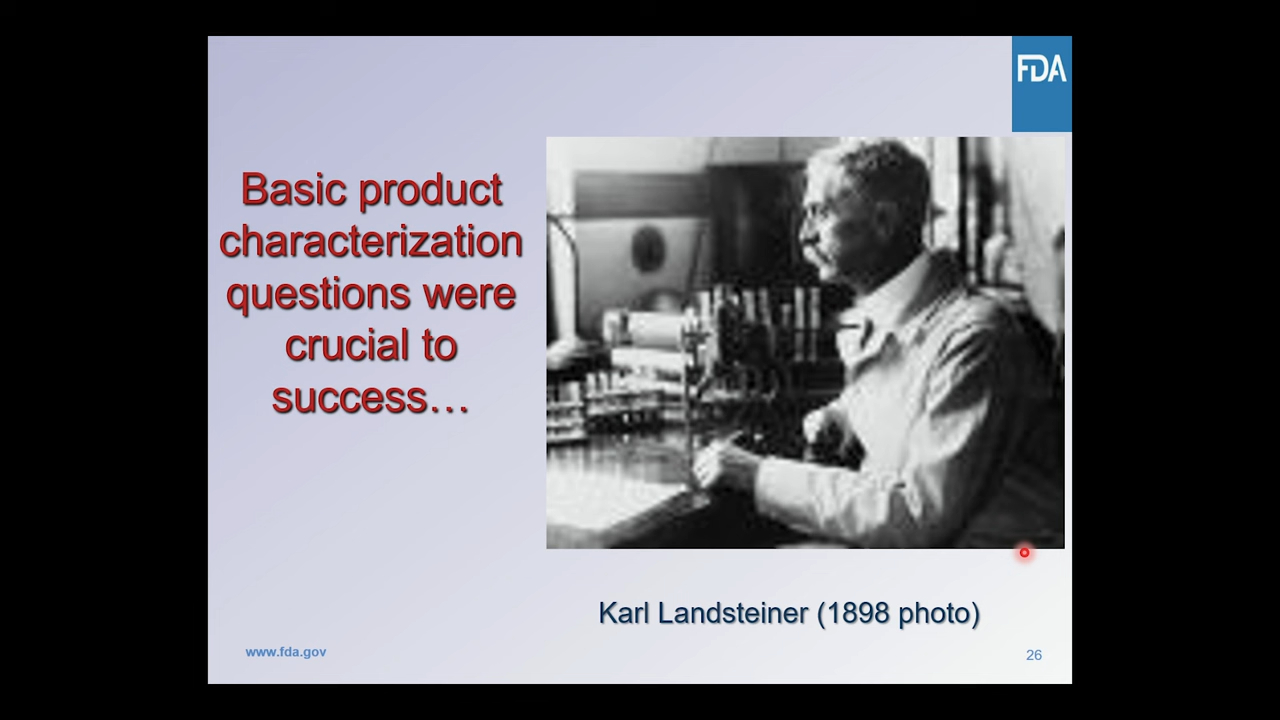 FDA
Basic product
characterization
questions were
crucial to
success…
Karl Landsteiner (1898 photo)
www.fda.gov
26